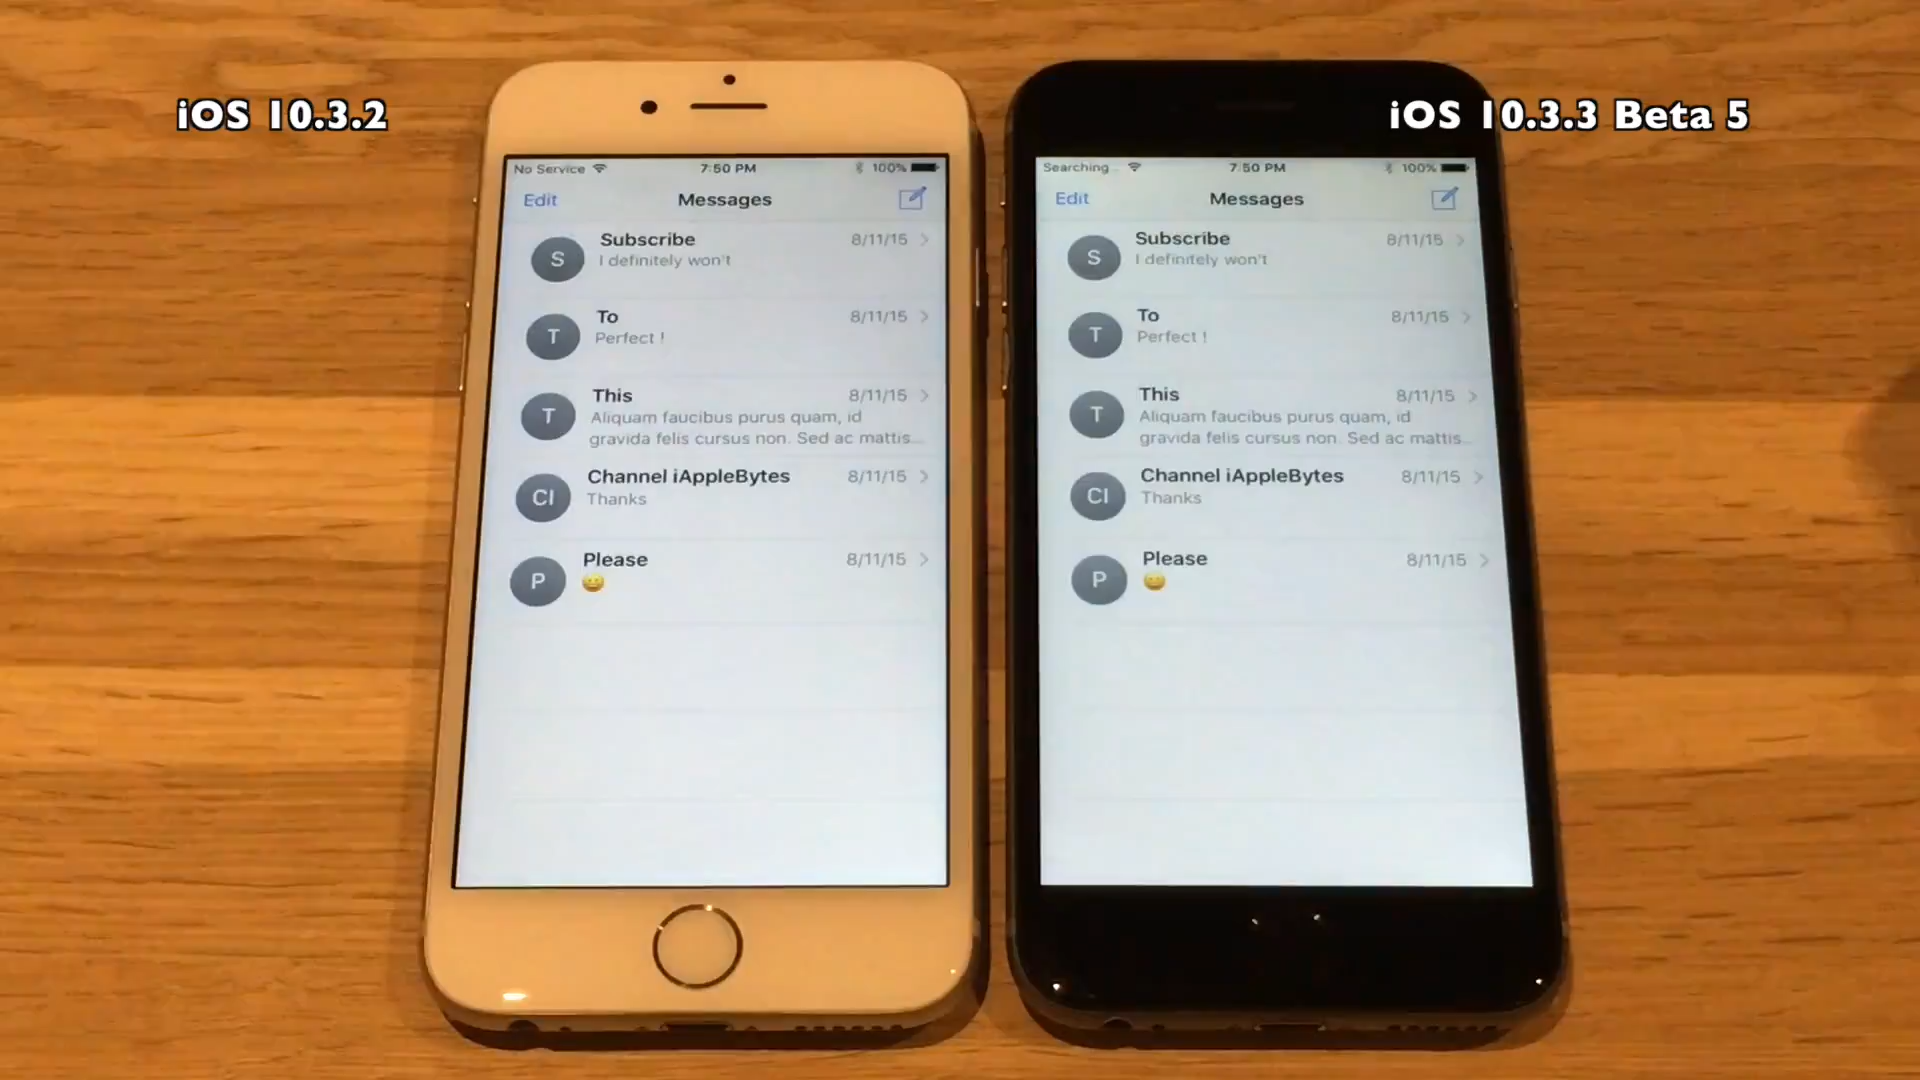 iOS 10.3.2
iOS 10.3.3 Beta 5
No Service 7:50 PM 100%
Edit Messages
S Subscribe 8/11/15
I definitely won't
T To 8/11/15
Perfect !
T This 8/11/15
Aliquam faucibus purus quam, id
gravida felis cursus non. Sed ac mattis...
CI Channel iAppleBytes 8/11/15
Thanks
P Please 8/11/15
😀
Searching... 7:50 PM 100%
Edit Messages
S Subscribe 8/11/15
I definitely won't
T To 8/11/15
Perfect !
T This 8/11/15
Aliquam faucibus purus quam, id
gravida felis cursus non. Sed ac mattis...
CI Channel iAppleBytes 8/11/15
Thanks
P Please 8/11/15
😀